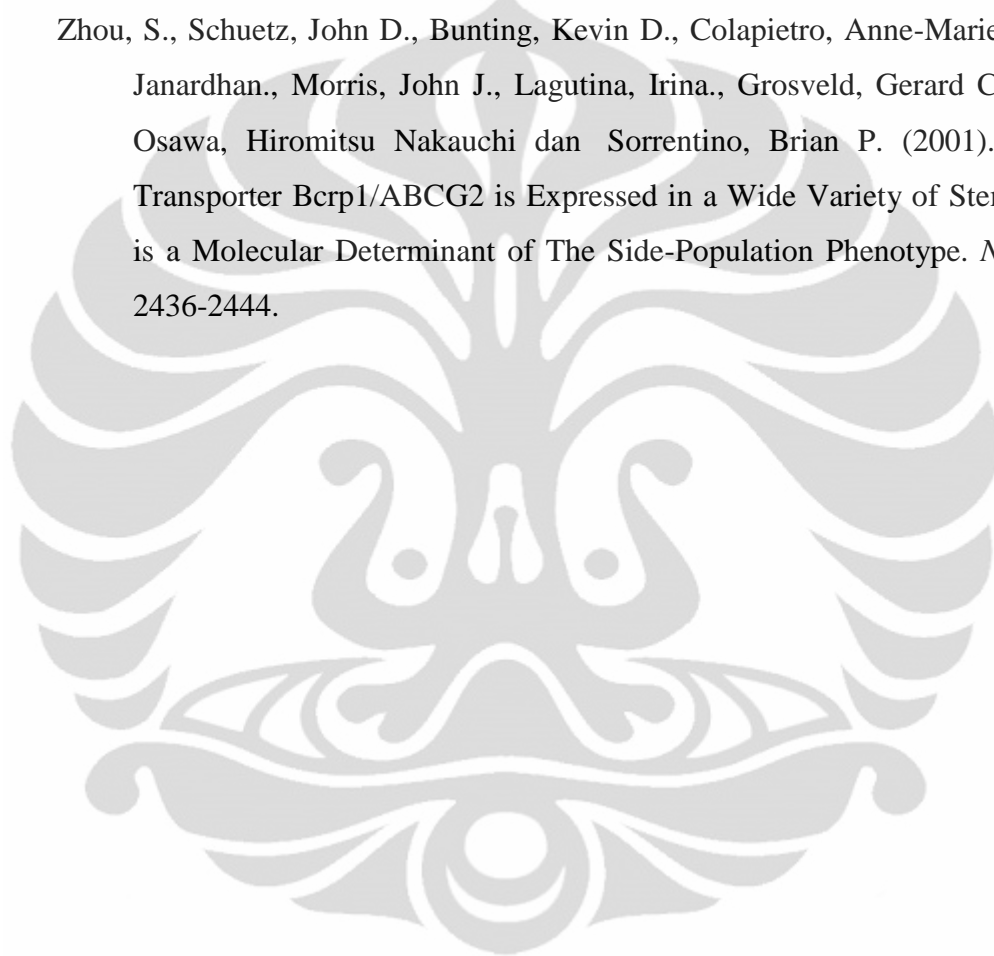 Zhou, S., Schuetz, John D., Bunting, Kevin D., Colapietro, Anne-Marie
Janardhan., Morris, John J., Lagutina, Irina., Grosveld, Gerard C
Osawa, Hiromitsu Nakauchi dan Sorrentino, Brian P. (2001).
Transporter Bcrp1/ABCG2 is Expressed in a Wide Variety of
is a Molecular Determinant of The Side-Population Phenotype.
2436-2444.